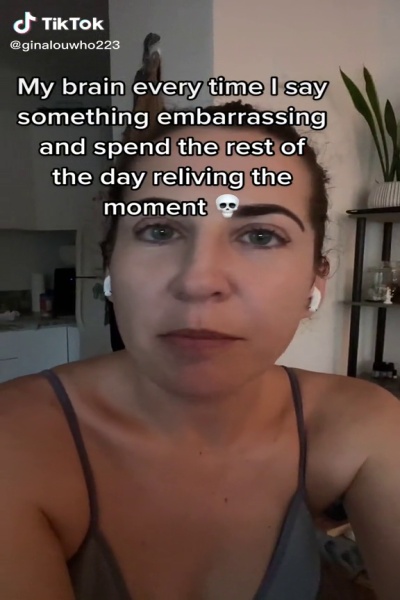 TikTok
@ginalouwho223
My brain every time I say
something embarrassing
and spend the rest of
the day reliving the
moment 💀